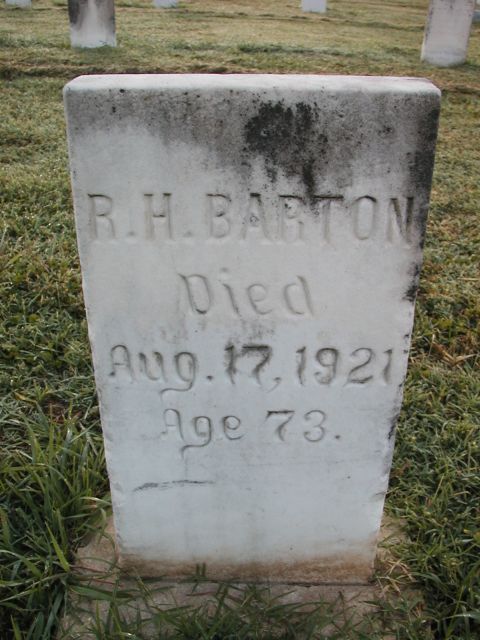 R. H. BARTON
Died
Aug. 17, 1921
Age 73.